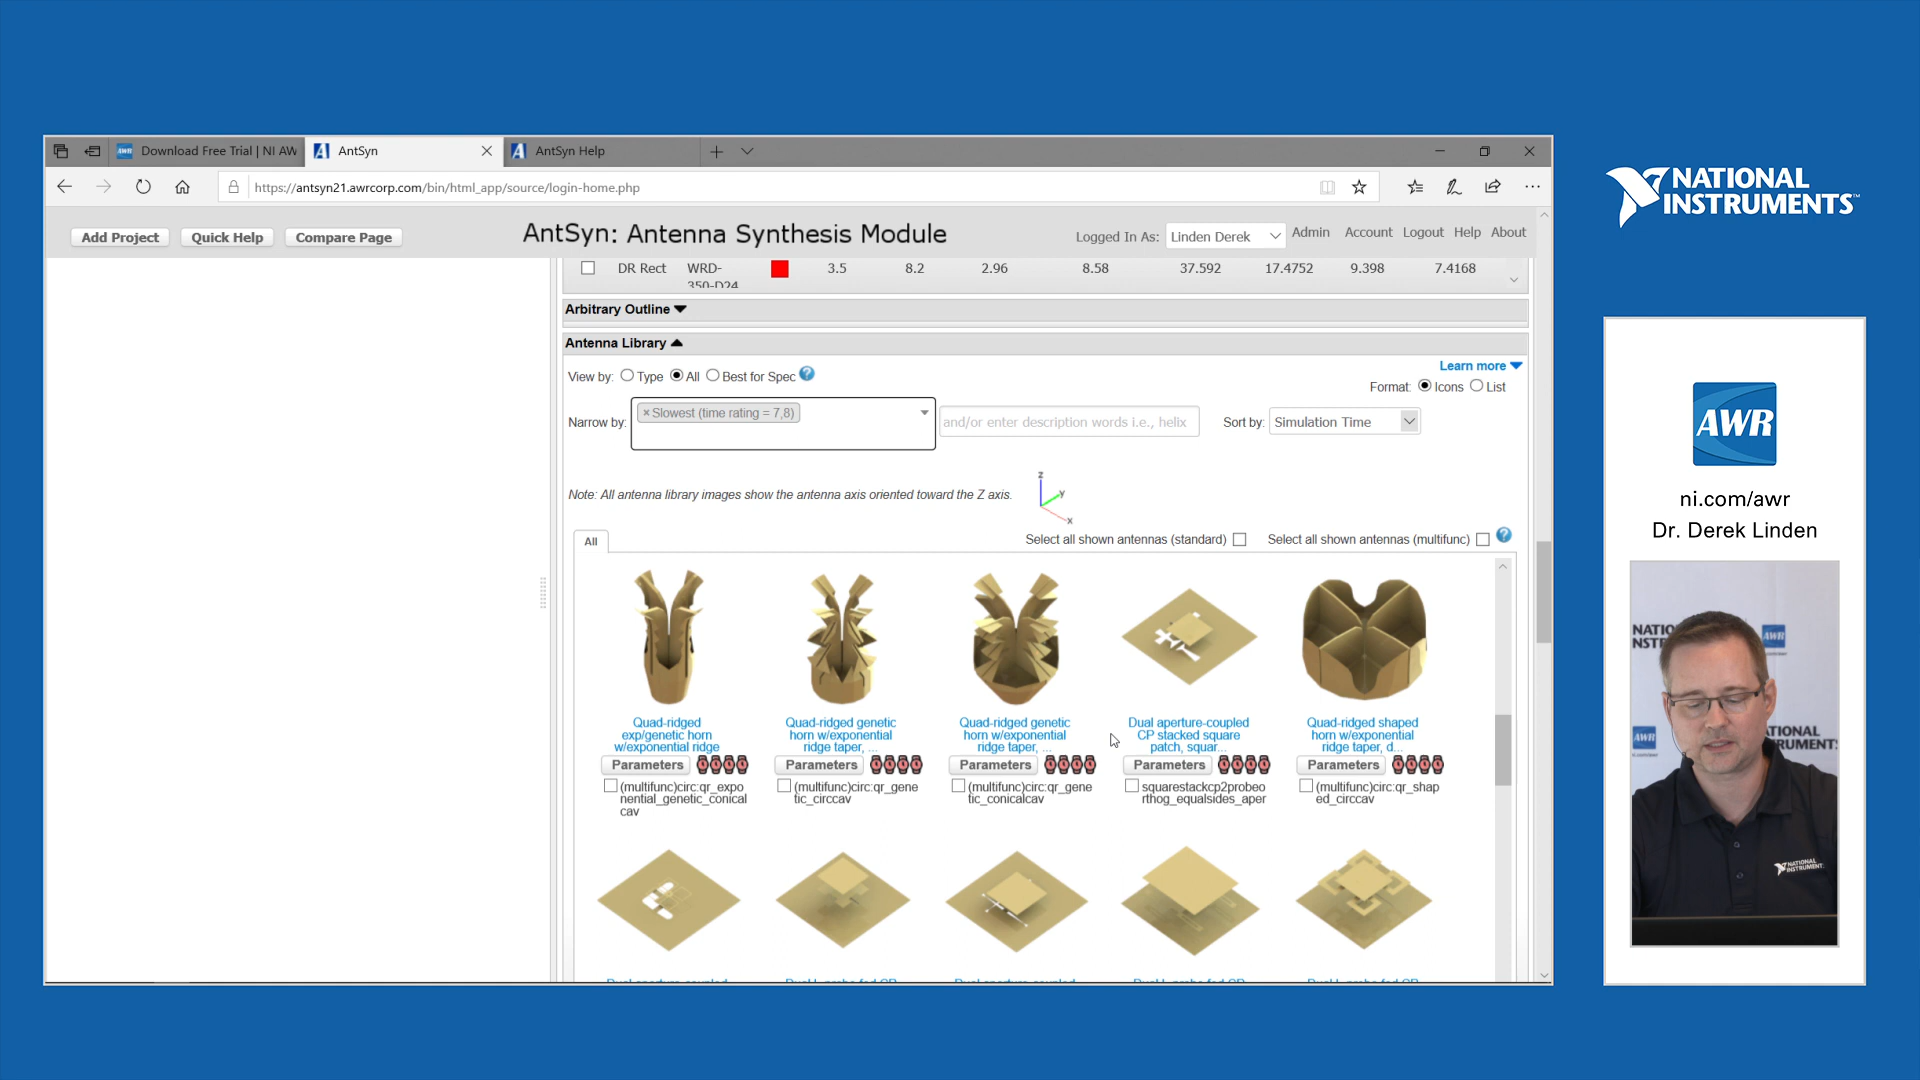 Download Free Trial | NI AW
AntSyn
AntSyn Help
https://antsyn21.awrcorp.com/bin/html_app/source/login-home.php
Add Project
Quick Help
Compare Page
AntSyn: Antenna Synthesis Module
Logged In As:
Linden Derek
Admin
Account
Logout
Help
About
DR Rect
WRD-
350-D24
3.5
8.2
2.96
8.58
37.592
17.4752
9.398
7.4168
Arbitrary Outline
Antenna Library
Learn more
View by:
Type
All
Best for Spec
Format:
Icons
List
Narrow by:
× Slowest (time rating = 7,8)
and/or enter description words i.e., helix
Sort by:
Simulation Time
Note: All antenna library images show the antenna axis oriented toward the Z axis.
z
y
x
All
Select all shown antennas (standard)
Select all shown antennas (multifunc)
Quad-ridged
exp/genetic horn
w/exponential ridge
Parameters
(multifunc)circ:qr_expo
nential_genetic_conical
cav
Quad-ridged genetic
horn w/exponential
ridge taper, ...
Parameters
(multifunc)circ:qr_gene
tic_circcav
Quad-ridged genetic
horn w/exponential
ridge taper, ...
Parameters
(multifunc)circ:qr_gene
tic_conicalcav
Dual aperture-coupled
CP stacked square
patch, squar...
Parameters
squarestackcp2probeo
rthog_equalsides_aper
Quad-ridged shaped
horn w/exponential
ridge taper, d...
Parameters
(multifunc)circ:qr_shap
ed_circcav
NATIONAL
INSTRUMENTS™
AWR
ni.com/awr
Dr. Derek Linden
AWR
AWR
NATIONAL
INSTRUMENTS